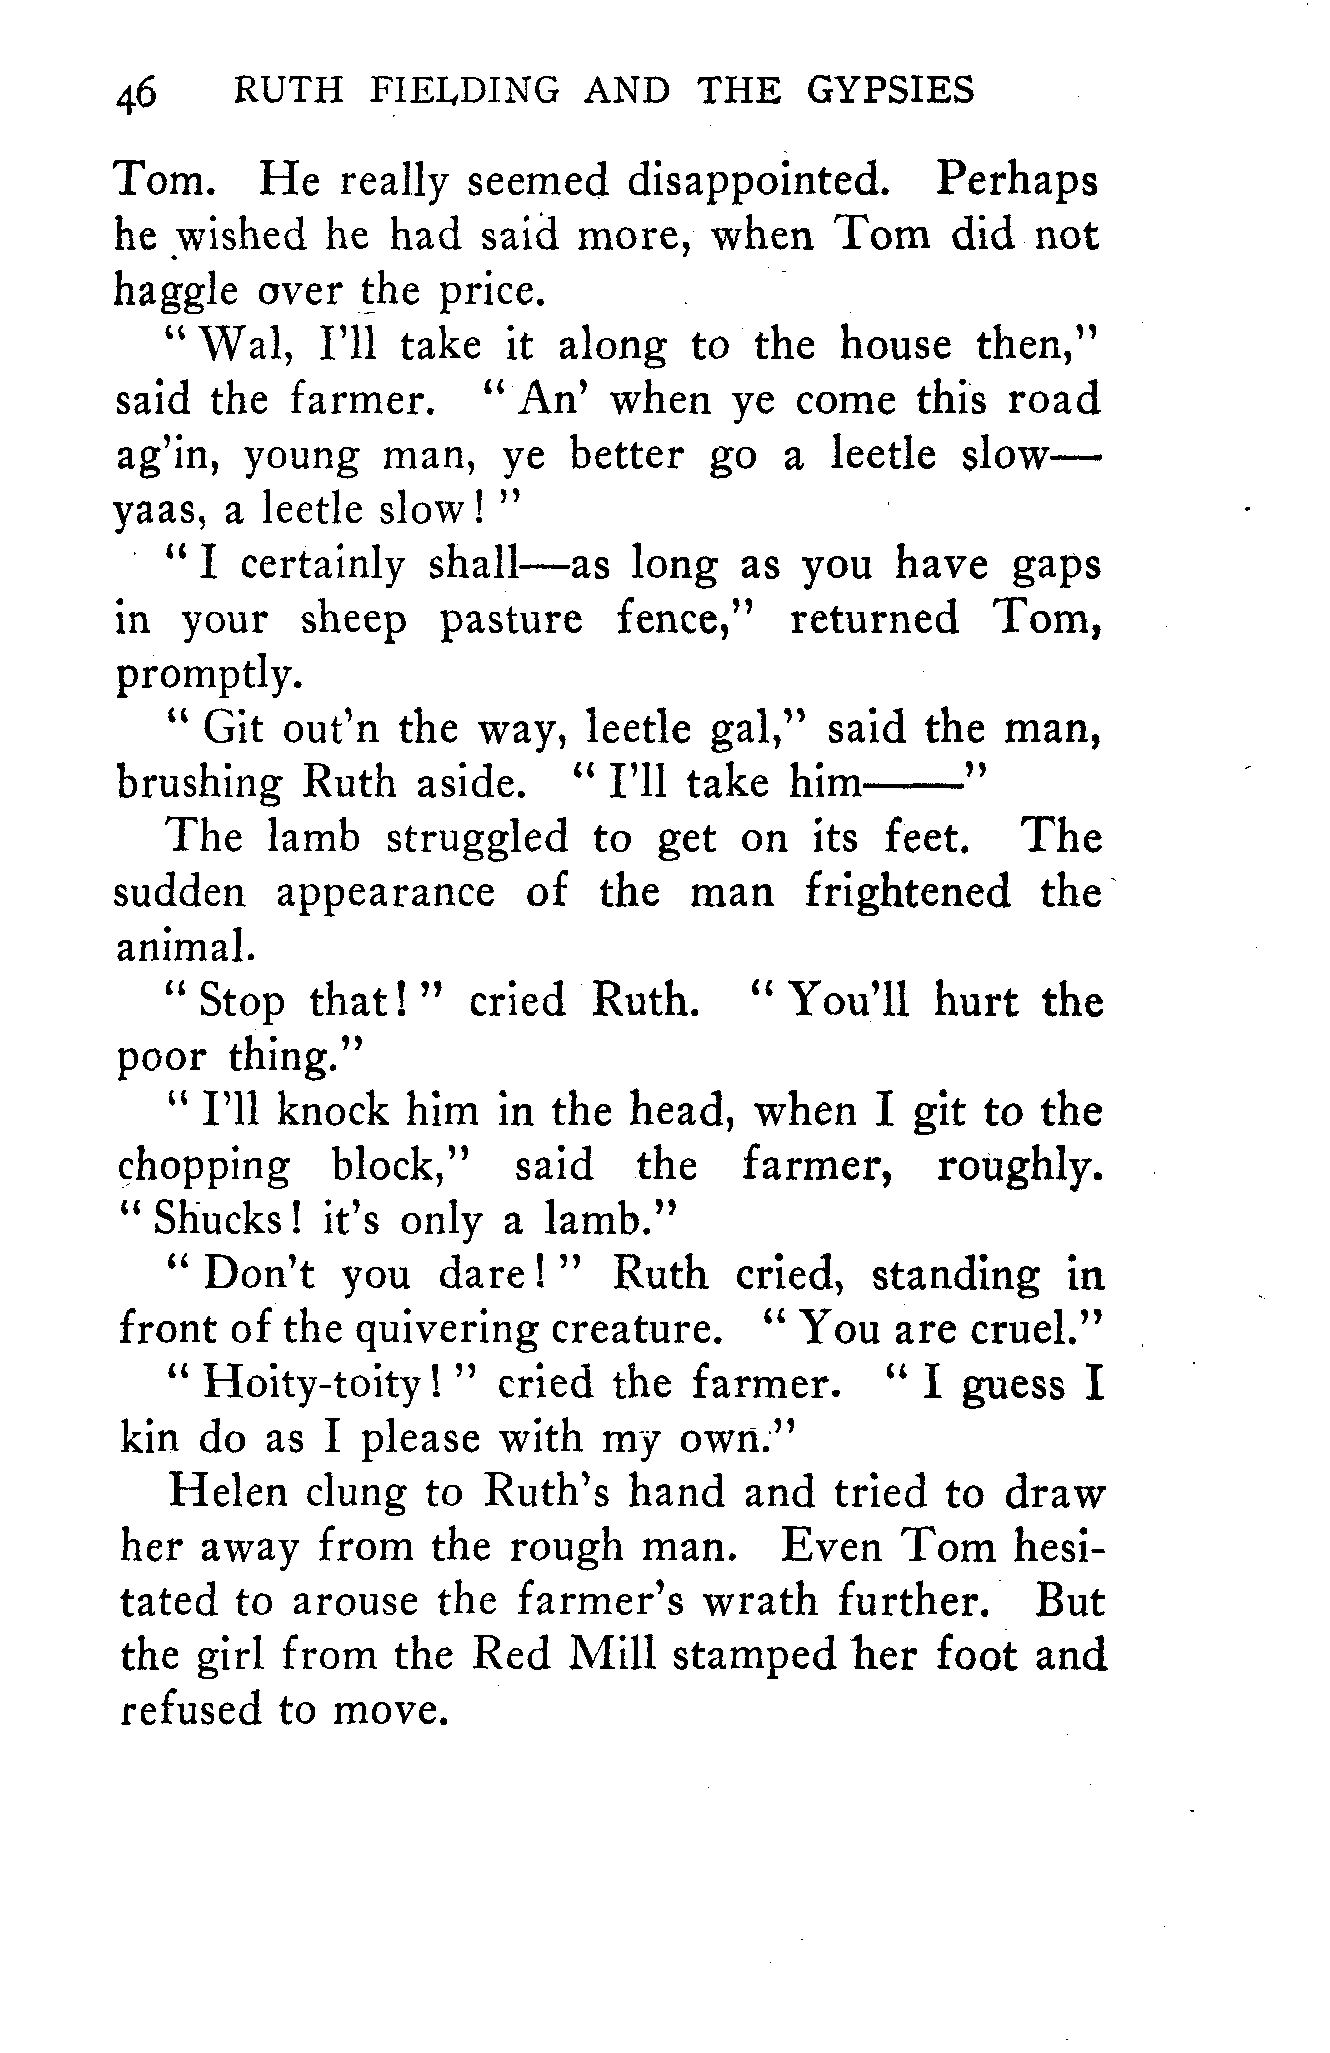 46 RUTH FIELDING AND THE GYPSIES
Tom. He really seemed disappointed. Perhaps
he wished he had said more, when Tom did not
haggle over the price.
“ Wal, I’ll take it along to the house then,”
said the farmer. “ An’ when ye come this road
ag’in, young man, ye better go a leetle slow—
yaas, a leetle slow! ”
“ I certainly shall—as long as you have gaps
in your sheep pasture fence,” returned Tom,
promptly.
“ Git out’n the way, leetle gal,” said the man,
brushing Ruth aside. “ I’ll take him——”
The lamb struggled to get on its feet. The
sudden appearance of the man frightened the
animal.
“ Stop that! ” cried Ruth. “ You’ll hurt the
poor thing.”
“ I’ll knock him in the head, when I git to the
chopping block,” said the farmer, roughly.
“ Shucks! it’s only a lamb.”
“ Don’t you dare! ” Ruth cried, standing in
front of the quivering creature. “ You are cruel.”
“ Hoity-toity! ” cried the farmer. “ I guess I
kin do as I please with my own.”
Helen clung to Ruth’s hand and tried to draw
her away from the rough man. Even Tom hesi-
tated to arouse the farmer’s wrath further. But
the girl from the Red Mill stamped her foot and
refused to move.